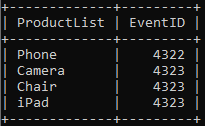 +-------------+---------+
| ProductList | EventID |
+-------------+---------+
| Phone       |    4322 |
| Camera      |    4323 |
| Chair       |    4323 |
| iPad        |    4323 |
+-------------+---------+